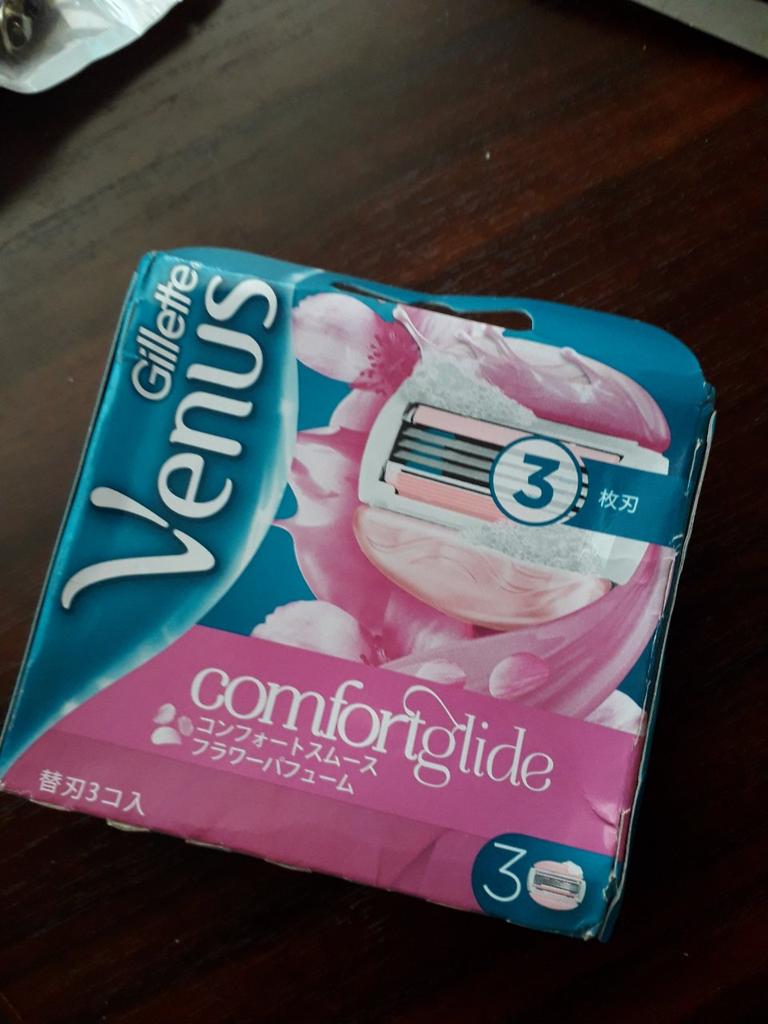 Gillette
Venus
3
枚刃
comfortglide
コンフォートスムース
フラワーパフューム
替刃3コ入
3